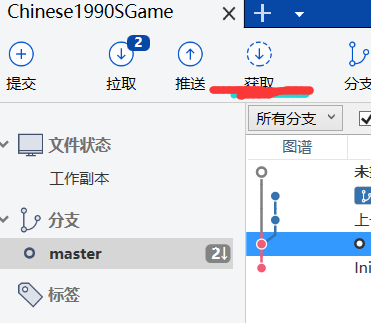 Chinese1990SGame
2
提交
拉取
推送
获取
分支
所有分支
文件状态
图谱
工作副本
分支
上
master
2↓
标签
Ini